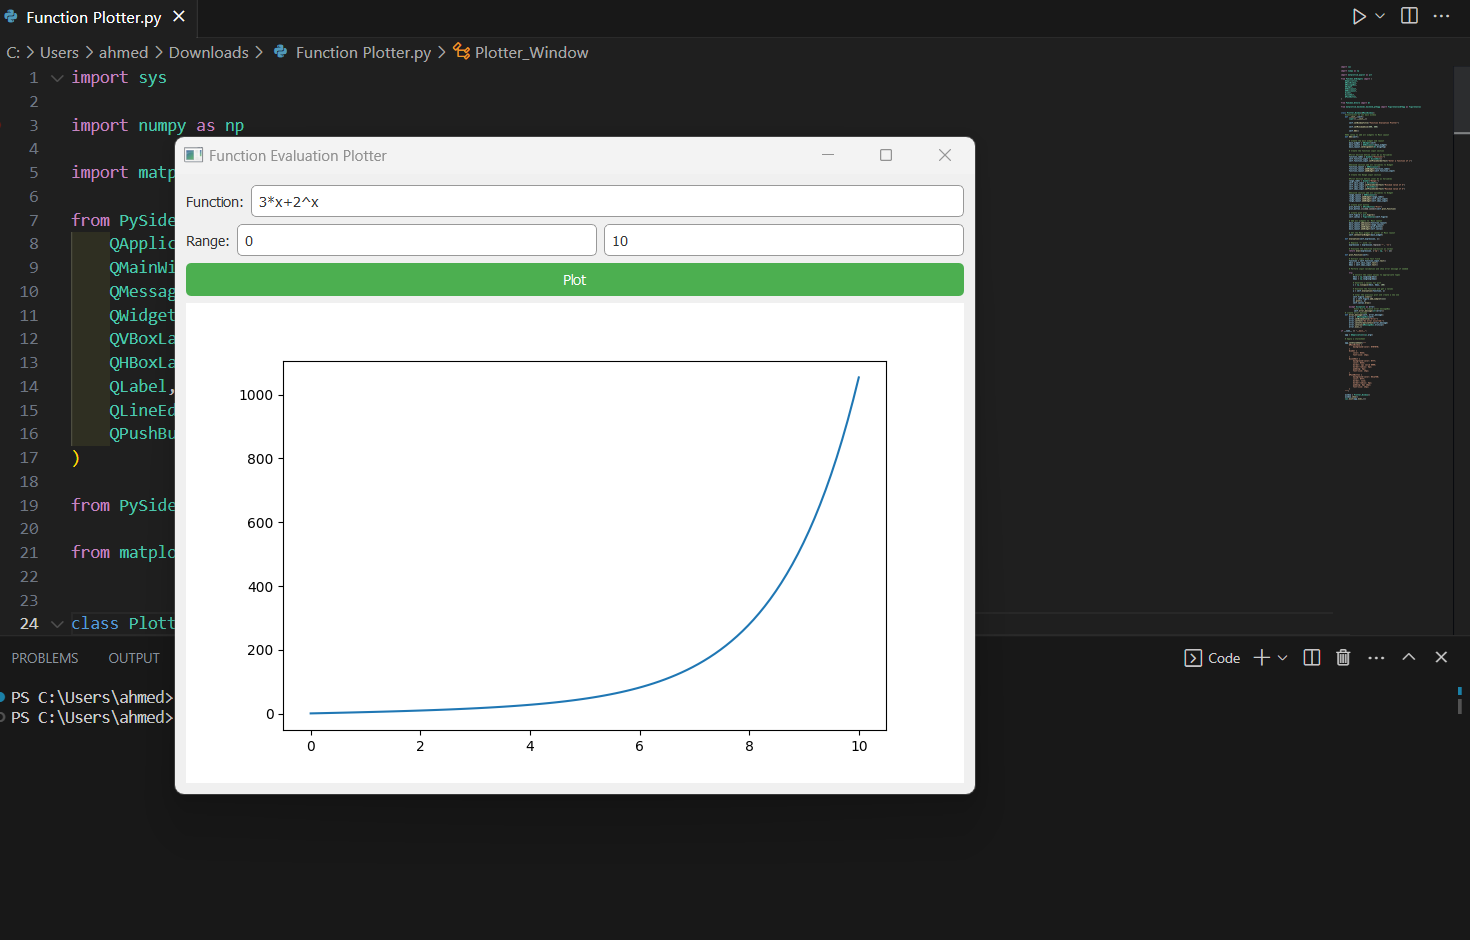 Function Plotter.py
C: > Users > ahmed > Downloads > Function Plotter.py > Plotter_Window
1 import sys
2
3 import numpy as np
4
5 import matp
6
7 from PySide
8 QApplic
9 QMainWi
10 QMessag
11 QWidget
12 QVBoxLa
13 QHBoxLa
14 QLabel,
15 QLineEd
16 QPushBu
17 )
18
19 from PySide
20
21 from matplo
22
23
24 class Plott
Function Evaluation Plotter
Function: 3*x+2^x
Range: 0 10
Plot
1000
800
600
400
200
0
0 2 4 6 8 10
PROBLEMS OUTPUT Code
PS C:\Users\ahmed>
PS C:\Users\ahmed>